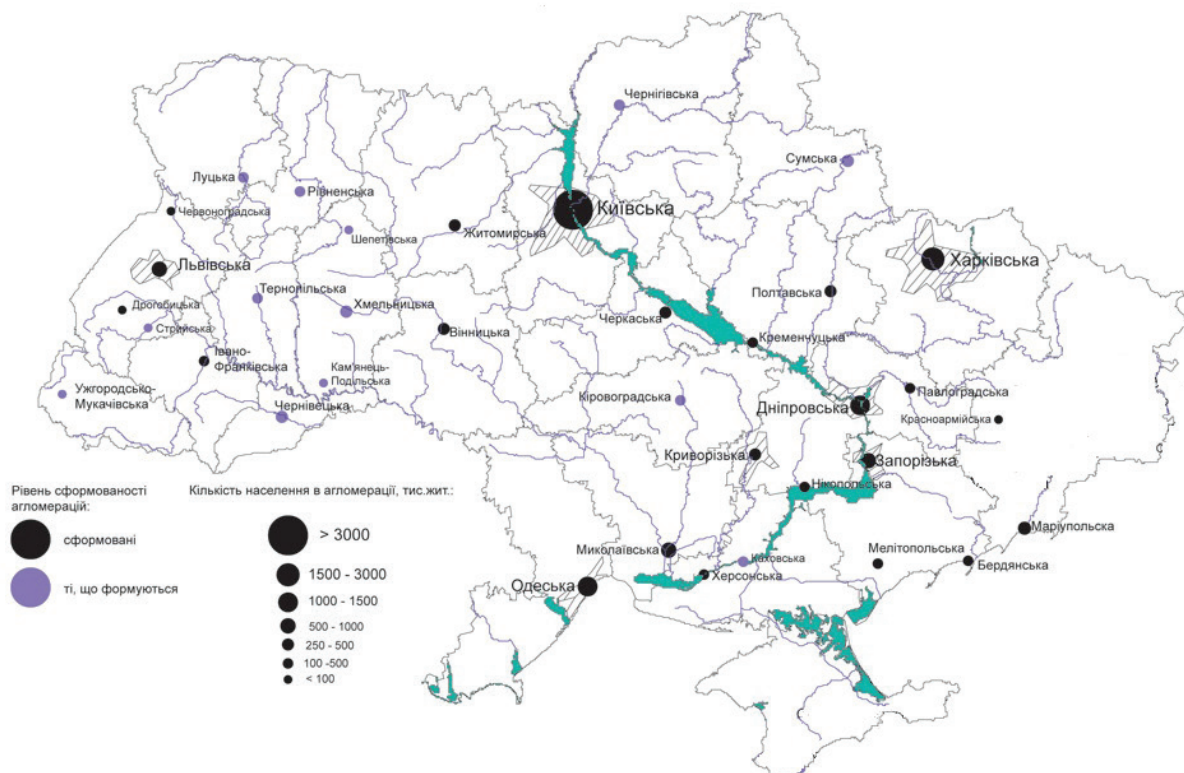 Чернігівська
Сумська
Луцька
Рівненська
Червоноградська
Київська
Житомирська
Шепетівська
Харківська
Львівська
Тернопільська
Хмельницька
Полтавська
Дрогобицька
Стрийська
Вінницька
Черкаська
Кременчуцька
Івано-
Франківська
Кам'янець-
Подільська
Ужгородсько-
Мукачівська
Чернівецька
Кіровоградська
Дніпровська
Павлоградська
Красноармійська
Криворізька
Запорізька
Нікопольська
Маріупольска
Миколаївська
Каховська
Мелітопольська
Бердянська
Херсонська
Одеська
Рівень сформованості
агломерацій:
сформовані
ті, що формуються
Кількість населення в агломерації, тис.жит.:
> 3000
1500 - 3000
1000 - 1500
500 - 1000
250 - 500
100 -500
< 100